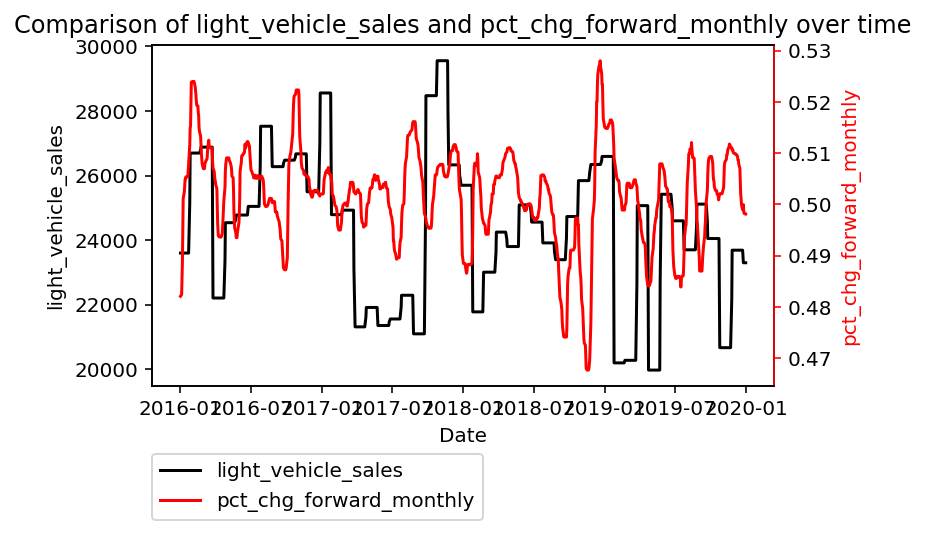 Comparison of light_vehicle_sales and pct_chg_forward_monthly over time
30000
28000
26000
24000
22000
20000
light_vehicle_sales
0.53
0.52
0.51
0.50
0.49
0.48
0.47
pct_chg_forward_monthly
2016-01 2016-07 2017-01 2017-07 2018-01 2018-07 2019-01 2019-07 2020-01
Date
light_vehicle_sales
pct_chg_forward_monthly